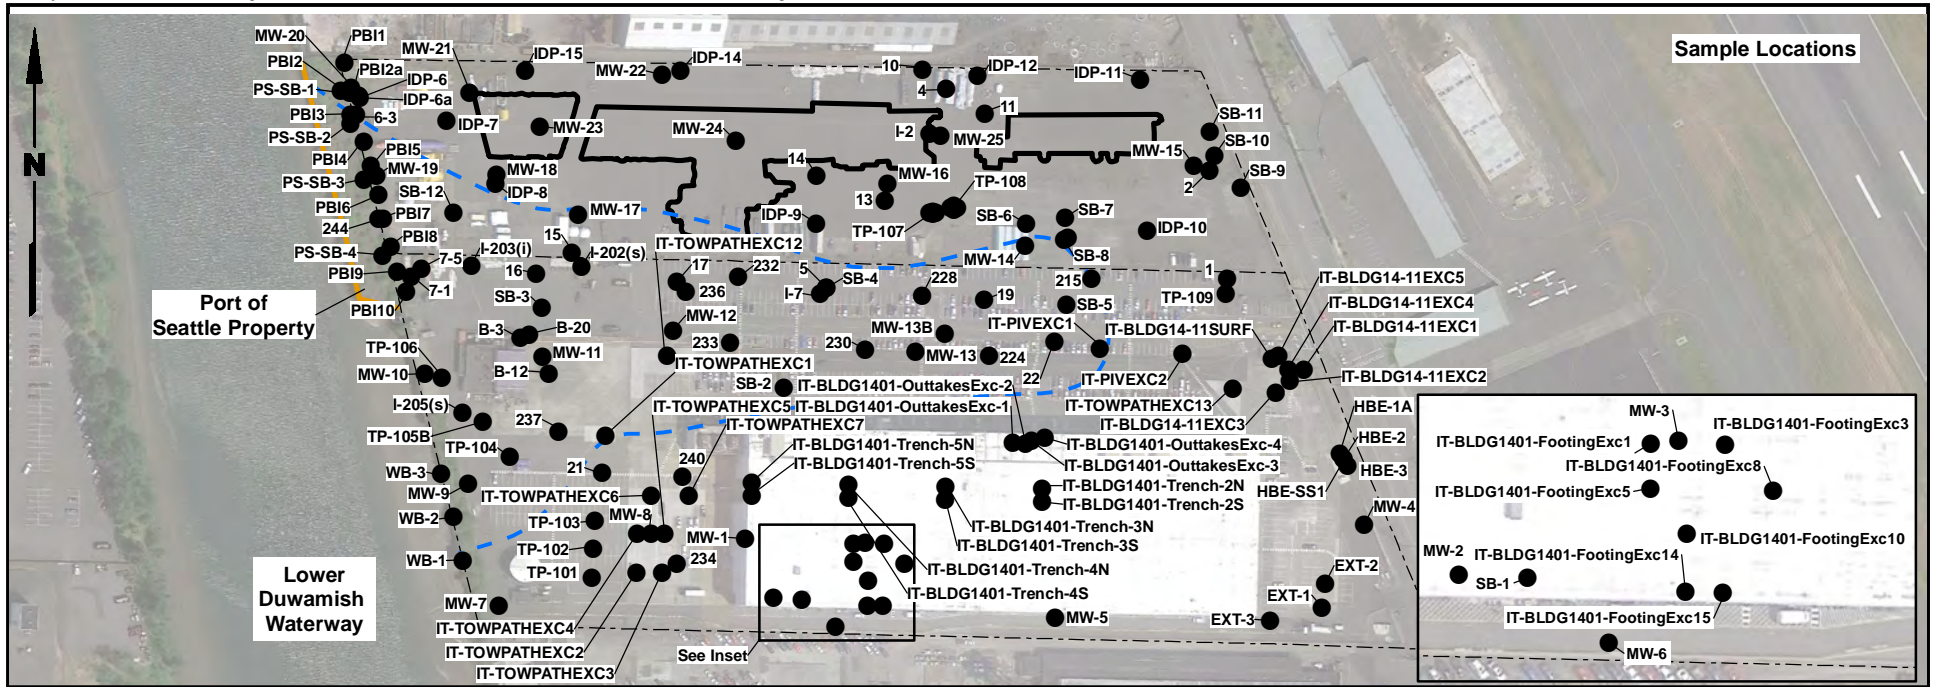 Sample Locations
N
MW-20
PBI1
PBI2
PBI2a
MW-21
IDP-6
PS-SB-1
IDP-6a
PBI3
6-3
PS-SB-2
IDP-7
IDP-15
MW-22
IDP-14
10
IDP-12
IDP-11
4
11
MW-23
MW-24
I-2
MW-25
SB-11
SB-10
MW-15
2
SB-9
PBI4
PBI5
MW-19
PS-SB-3
MW-18
SB-12
IDP-8
14
MW-16
13
TP-108
PBI6
PBI7
244
MW-17
IDP-9
TP-107
SB-6
SB-7
IDP-10
PBI8
PS-SB-4
I-203(i)
15
I-202(s)
IT-TOWPATHEXC12
MW-14
SB-8
PBI9
7-5
7-1
16
17
232
5
SB-4
228
215
1
IT-BLDG14-11EXC5
Port of
Seattle Property
PBI10
SB-3
236
I-7
19
SB-5
TP-109
IT-BLDG14-11EXC4
B-3
B-20
MW-12
MW-13B
IT-PIVEXC1
IT-BLDG14-11SURF
IT-BLDG14-11EXC1
TP-106
MW-11
233
230
MW-13
224
MW-10
B-12
IT-TOWPATHEXC1
22
IT-PIVEXC2
IT-BLDG14-11EXC2
SB-2
IT-BLDG1401-OuttakesExc-2
I-205(s)
IT-TOWPATHEXC5
IT-BLDG1401-OuttakesExc-1
IT-TOWPATHEXC13
HBE-1A
TP-105B
237
IT-TOWPATHEXC7
IT-BLDG14-11EXC3
HBE-2
TP-104
IT-BLDG1401-Trench-5N
IT-BLDG1401-OuttakesExc-4
IT-BLDG1401-Trench-5S
IT-BLDG1401-OuttakesExc-3
HBE-3
WB-3
21
240
IT-BLDG1401-Trench-2N
HBE-SS1
MW-9
IT-TOWPATHEXC6
IT-BLDG1401-Trench-2S
MW-4
WB-2
TP-103
MW-8
IT-BLDG1401-Trench-3N
MW-1
IT-BLDG1401-Trench-3S
WB-1
TP-102
234
IT-BLDG1401-Trench-4N
EXT-2
TP-101
IT-BLDG1401-Trench-4S
EXT-1
Lower
Duwamish
Waterway
MW-7
MW-5
EXT-3
IT-TOWPATHEXC4
IT-TOWPATHEXC2
See Inset
IT-TOWPATHEXC3
MW-3
IT-BLDG1401-FootingExc3
IT-BLDG1401-FootingExc1
IT-BLDG1401-FootingExc8
IT-BLDG1401-FootingExc5
IT-BLDG1401-FootingExc10
MW-2
IT-BLDG1401-FootingExc14
SB-1
IT-BLDG1401-FootingExc15
MW-6